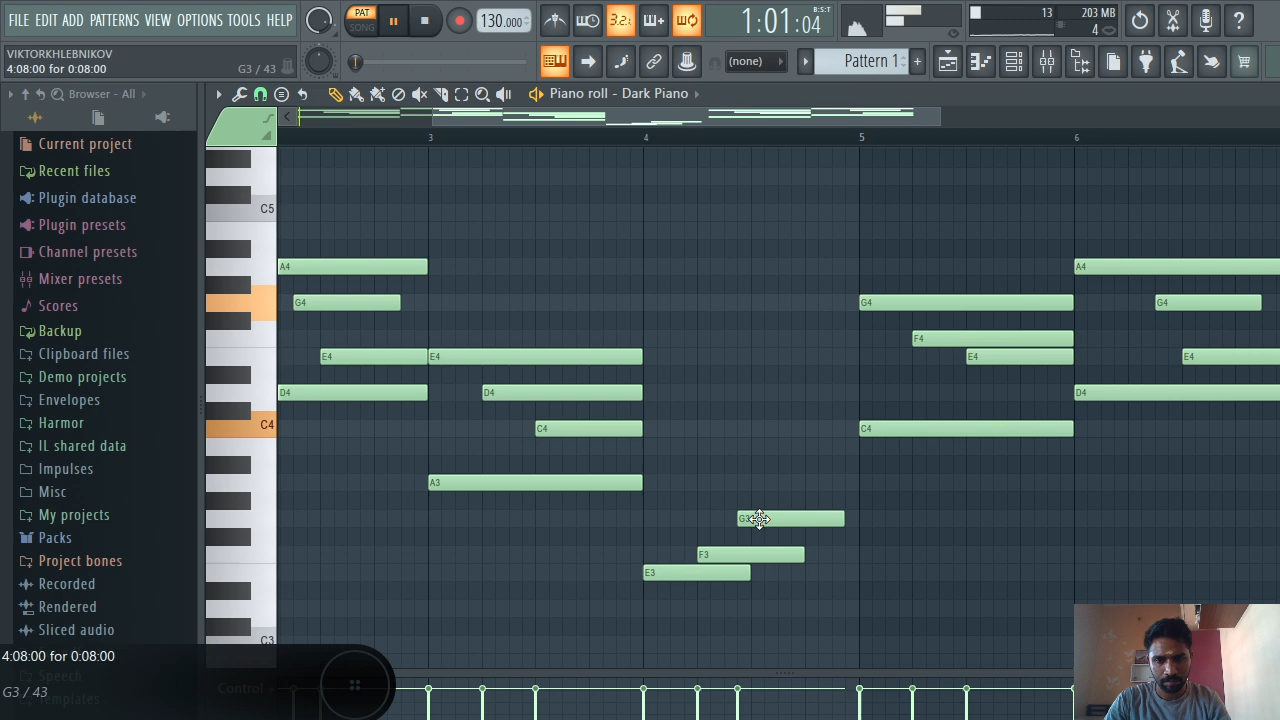 FILE EDIT ADD PATTERNS VIEW OPTIONS TOOLS HELP
PAT
SONG
130.000
3.2.
1:01:04
B:S:T
13
203 MB
4
VIKTORKHLEBNIKOV
4:08:00 for 0:08:00
G3 / 43
(none)
Pattern 1
Browser - All
Piano roll - Dark Piano
3
4
5
6
Current project
Recent files
Plugin database
Plugin presets
Channel presets
Mixer presets
Scores
Backup
Clipboard files
Demo projects
Envelopes
Harmor
IL shared data
Impulses
Misc
My projects
Packs
Project bones
Recorded
Rendered
Sliced audio
Speech
Templates
C5
C4
C3
A4
G4
E4
E4
D4
D4
C4
A3
G3
F3
E3
G4
F4
E4
C4
A4
G4
E4
D4
4:08:00 for 0:08:00
G3 / 43
Control